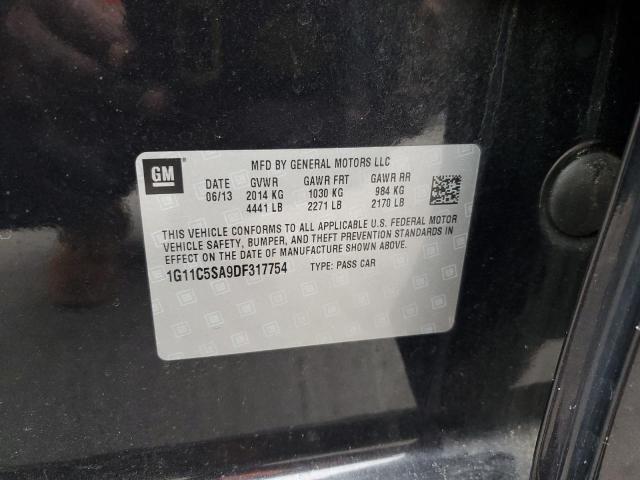 GM
MFD BY GENERAL MOTORS LLC
DATE GVWR GAWR FRT GAWR RR
06/13 2014 KG 1030 KG 984 KG
4441 LB 2271 LB 2170 LB
THIS VEHICLE CONFORMS TO ALL APPLICABLE U.S. FEDERAL MOTOR
VEHICLE SAFETY, BUMPER, AND THEFT PREVENTION STANDARDS IN
EFFECT ON THE DATE OF MANUFACTURE SHOWN ABOVE.
1G11C5SA9DF317754 TYPE: PASS CAR